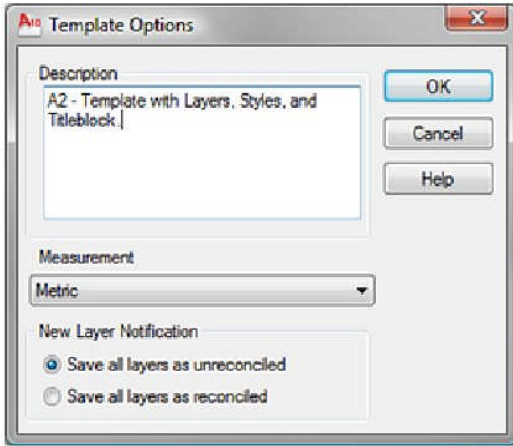 Template Options
Description
A2 - Template with Layers, Styles, and
Titleblock.
OK
Cancel
Help
Measurement
Metric
New Layer Notification
Save all layers as unreconciled
Save all layers as reconciled